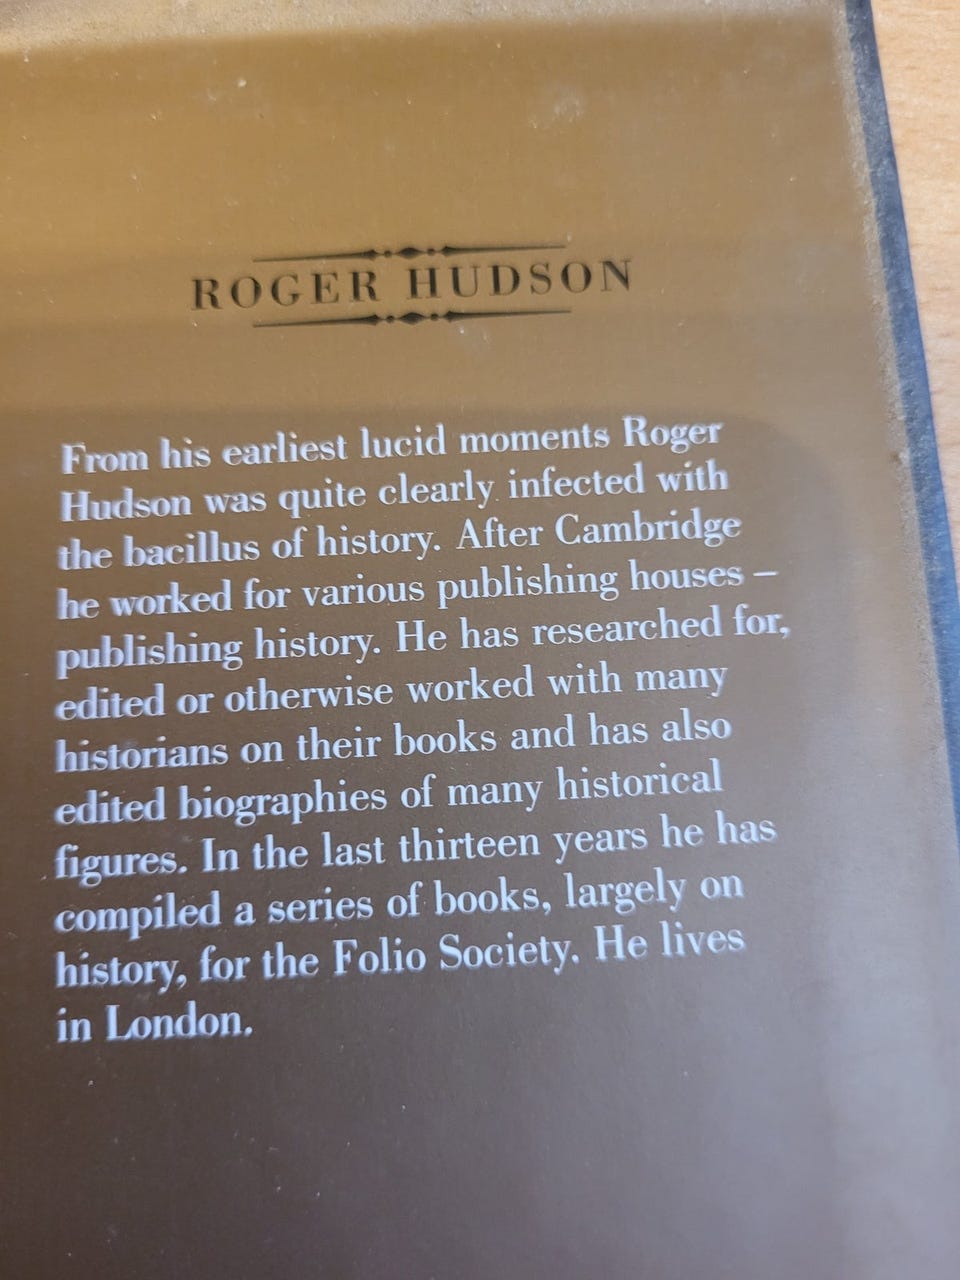 ROGER HUDSON
From his earliest lucid moments Roger
Hudson was quite clearly infected with
the bacillus of history. After Cambridge
he worked for various publishing houses –
publishing history. He has researched for,
edited or otherwise worked with many
historians on their books and has also
edited biographies of many historical
figures. In the last thirteen years he has
compiled a series of books, largely on
history, for the Folio Society. He lives
in London.